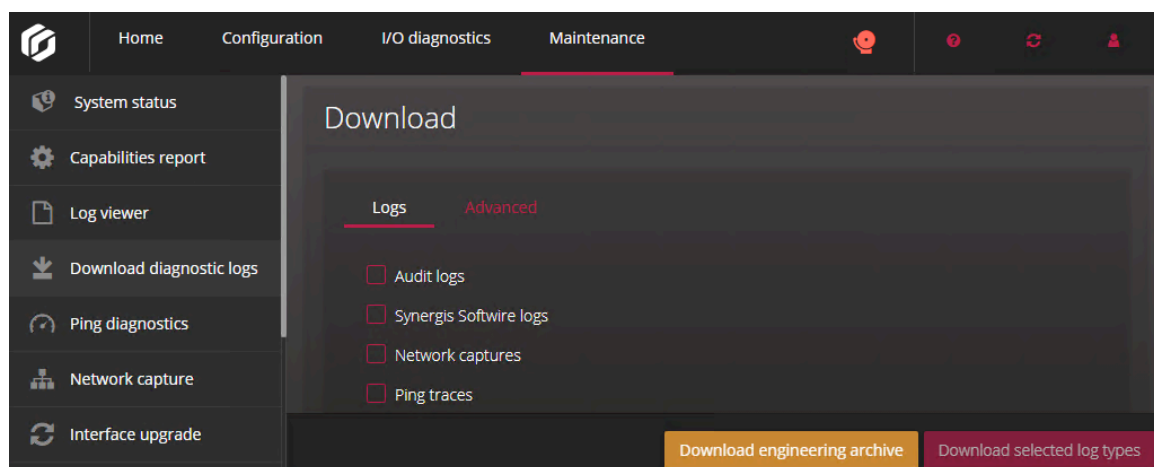 Home Configuration I/O diagnostics Maintenance
System status
Capabilities report
Log viewer
Download diagnostic logs
Ping diagnostics
Network capture
Interface upgrade
Download
Logs Advanced
Audit logs
Synergis Softwire logs
Network captures
Ping traces
Download engineering archive Download selected log types